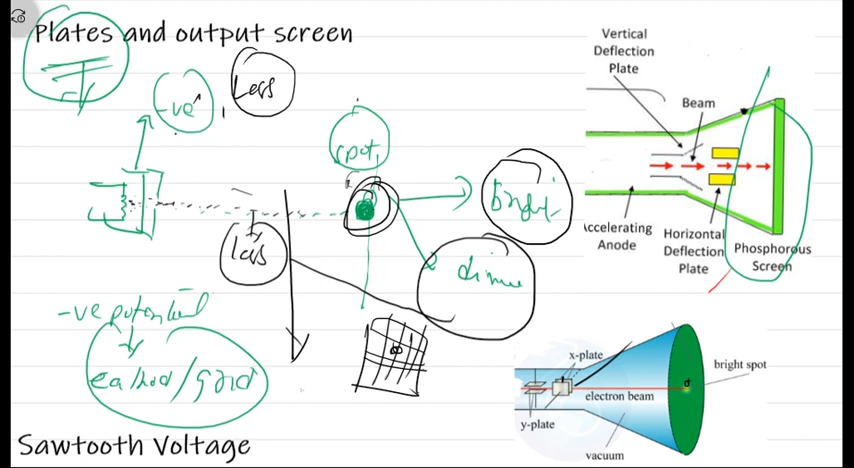 Plates and output screen
-ve, Less
spot
bright
dim
less
-ve potential
cathod/grid
Sawtooth Voltage
Vertical
Deflection
Plate
Beam
Accelerating
Anode
Horizontal
Deflection
Plate
Phosphorous
Screen
x-plate
bright spot
electron beam
y-plate
vacuum